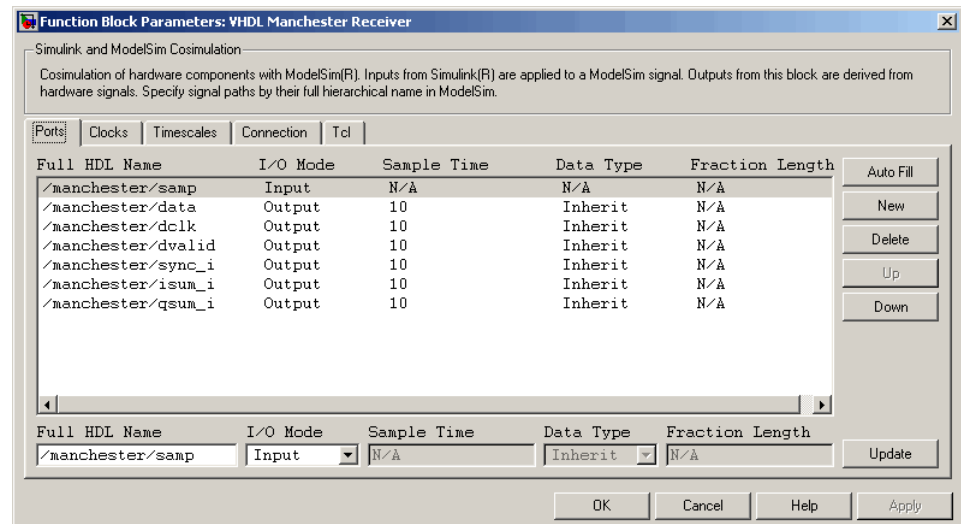 Function Block Parameters: VHDL Manchester Receiver
Simulink and ModelSim Cosimulation
Cosimulation of hardware components with ModelSim(R). Inputs from Simulink(R) are applied to a ModelSim signal. Outputs from this block are derived from
hardware signals. Specify signal paths by their full hierarchical name in ModelSim.
Ports Clocks Timescales Connection Tcl
Full HDL Name I/O Mode Sample Time Data Type Fraction Length Auto Fill
/manchester/samp Input N/A N/A N/A
/manchester/data Output 10 Inherit N/A New
/manchester/dclk Output 10 Inherit N/A
/manchester/dvalid Output 10 Inherit N/A Delete
/manchester/sync_i Output 10 Inherit N/A
/manchester/isum_i Output 10 Inherit N/A Up
/manchester/qsum_i Output 10 Inherit N/A Down
Full HDL Name I/O Mode Sample Time Data Type Fraction Length
/manchester/samp Input N/A Inherit N/A Update
OK Cancel Help Apply